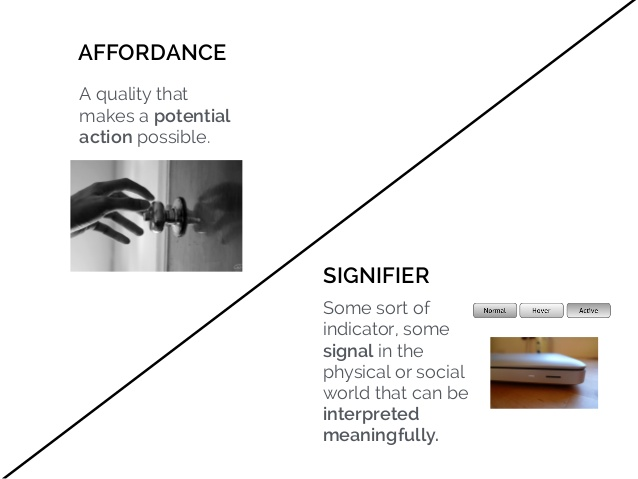 AFFORDANCE
A quality that
makes a potential
action possible.
SIGNIFIER
Some sort of
indicator, some
signal in the
physical or social
world that can be
interpreted
meaningfully.
Normal Hover Active